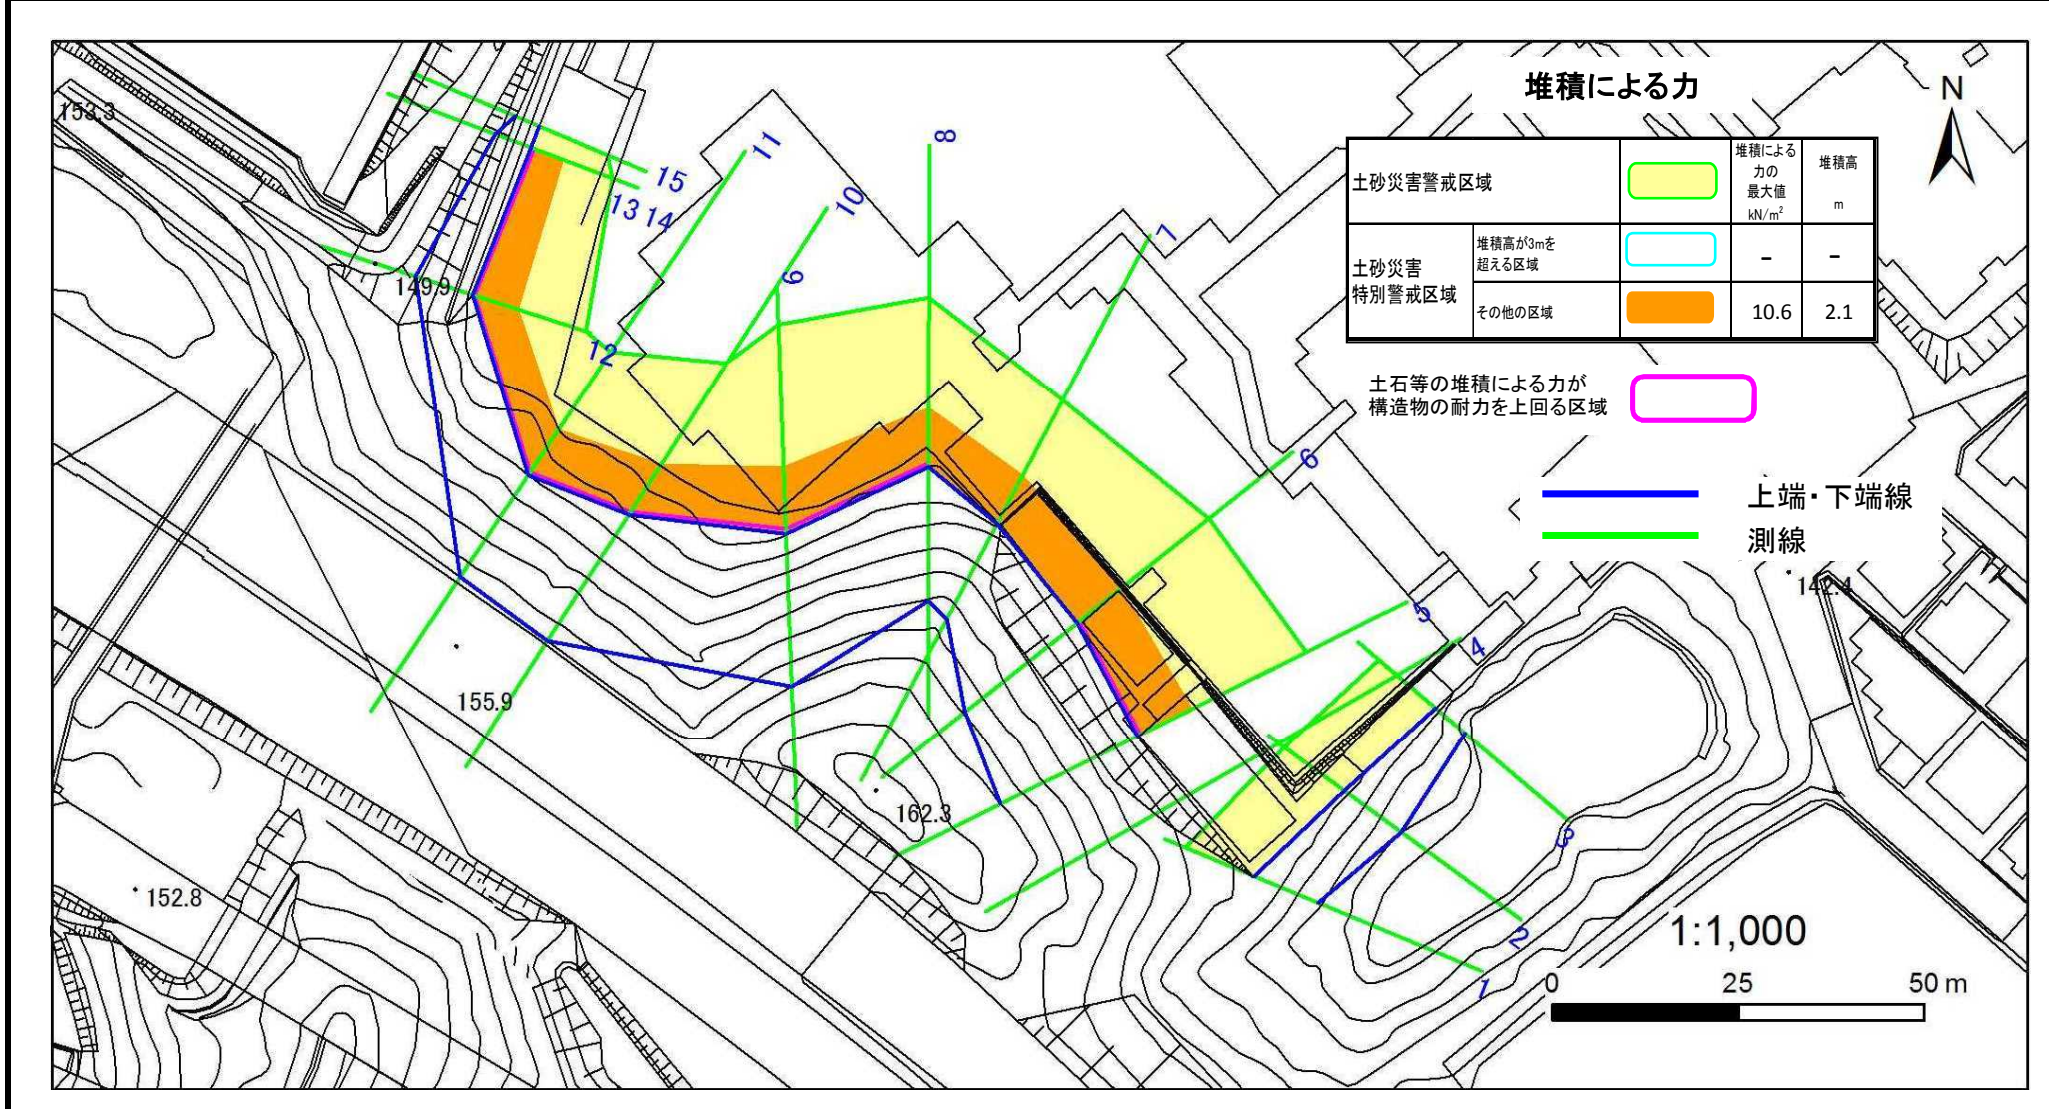 堆積による力
N
土砂災害警戒区域
堆積による
力の
最大値
kN/m²
堆積高
m
土砂災害
特別警戒区域
堆積高が3mを
超える区域
-
-
その他の区域
10.6
2.1
土石等の堆積による力が
構造物の耐力を上回る区域
上端・下端線
測線
153.3
149.9
155.9
162.3
152.8
142.4
15
13 14
11
10
9
8
7
12
6
5
4
3
2
1
1:1,000
0 25 50 m